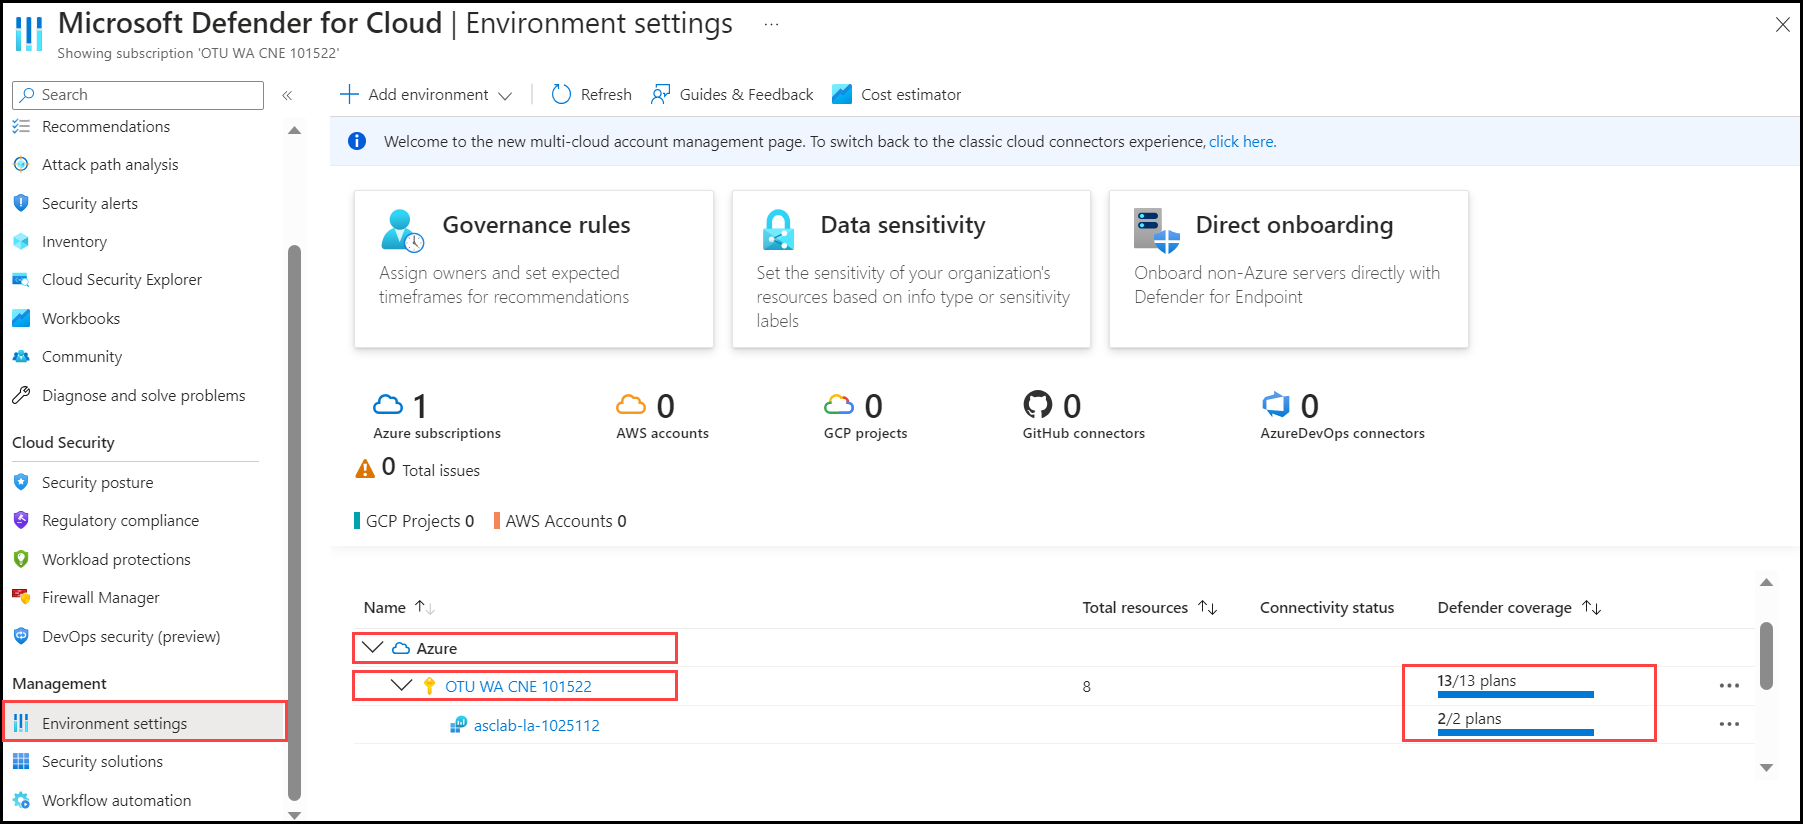 Microsoft Defender for Cloud | Environment settings ...
Showing subscription 'OTU WA CNE 101522'
Search
Recommendations
Attack path analysis
Security alerts
Inventory
Cloud Security Explorer
Workbooks
Community
Diagnose and solve problems
Cloud Security
Security posture
Regulatory compliance
Workload protections
Firewall Manager
DevOps security (preview)
Management
Environment settings
Security solutions
Workflow automation
Add environment
Refresh
Guides & Feedback
Cost estimator
Welcome to the new multi-cloud account management page. To switch back to the classic cloud connectors experience, click here.
Governance rules
Assign owners and set expected
timeframes for recommendations
Data sensitivity
Set the sensitivity of your organization's
resources based on info type or sensitivity
labels
Direct onboarding
Onboard non-Azure servers directly with
Defender for Endpoint
1
Azure subscriptions
0
AWS accounts
0
GCP projects
0
GitHub connectors
0
AzureDevOps connectors
0 Total issues
GCP Projects 0
AWS Accounts 0
Name
Total resources
Connectivity status
Defender coverage
Azure
OTU WA CNE 101522
8
13/13 plans
asclab-la-1025112
2/2 plans